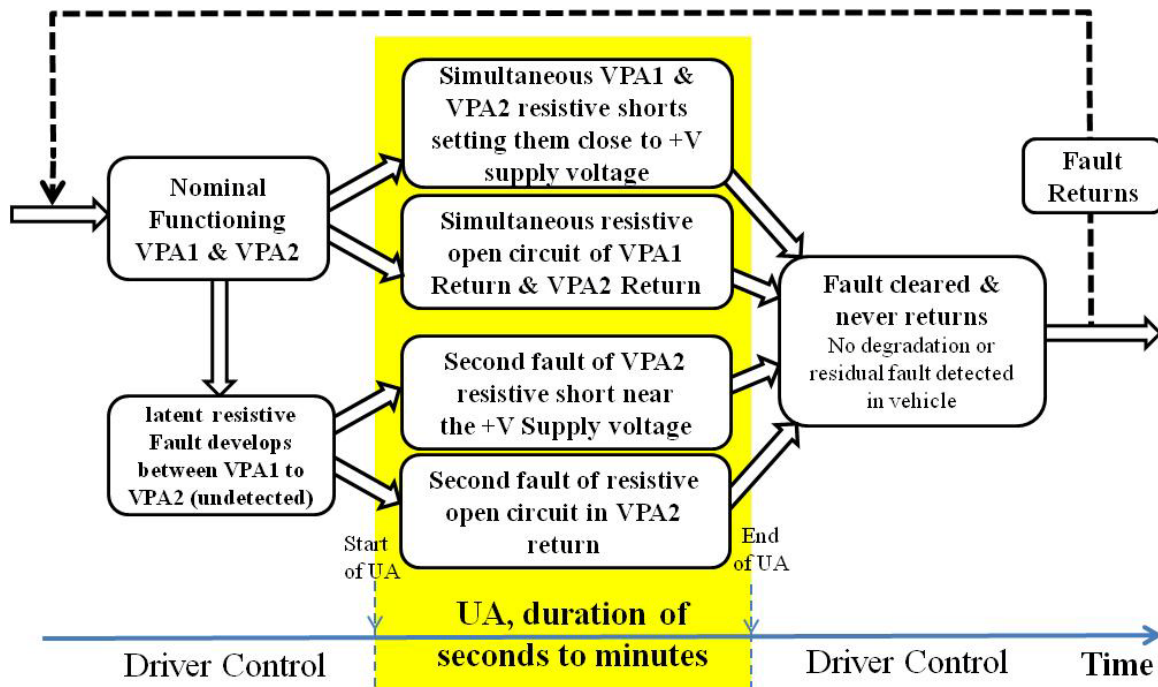 Simultaneous VPA1 &
VPA2 resistive shorts
setting them close to +V
supply voltage
Fault
Returns
Nominal
Functioning
VPA1 & VPA2
Simultaneous resistive
open circuit of VPA1
Return & VPA2 Return
Fault cleared &
never returns
No degradation or
residual fault detected
in vehicle
Second fault of VPA2
resistive short near
the +V Supply voltage
latent resistive
Fault develops
between VPA1 to
VPA2 (undetected)
Second fault of resistive
open circuit in VPA2
return
Start
of UA
End
of UA
UA, duration of
seconds to minutes
Driver Control
Driver Control
Time